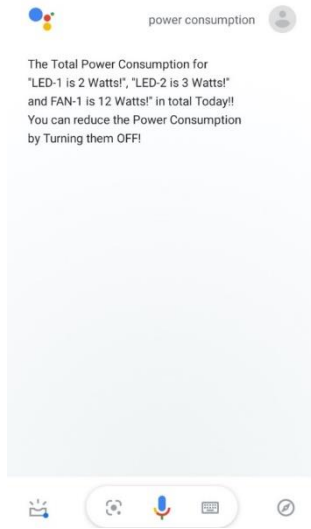 power consumption
The Total Power Consumption for
"LED-1 is 2 Watts!", "LED-2 is 3 Watts!"
and FAN-1 is 12 Watts!" in total Today!!
You can reduce the Power Consumption
by Turning them OFF!